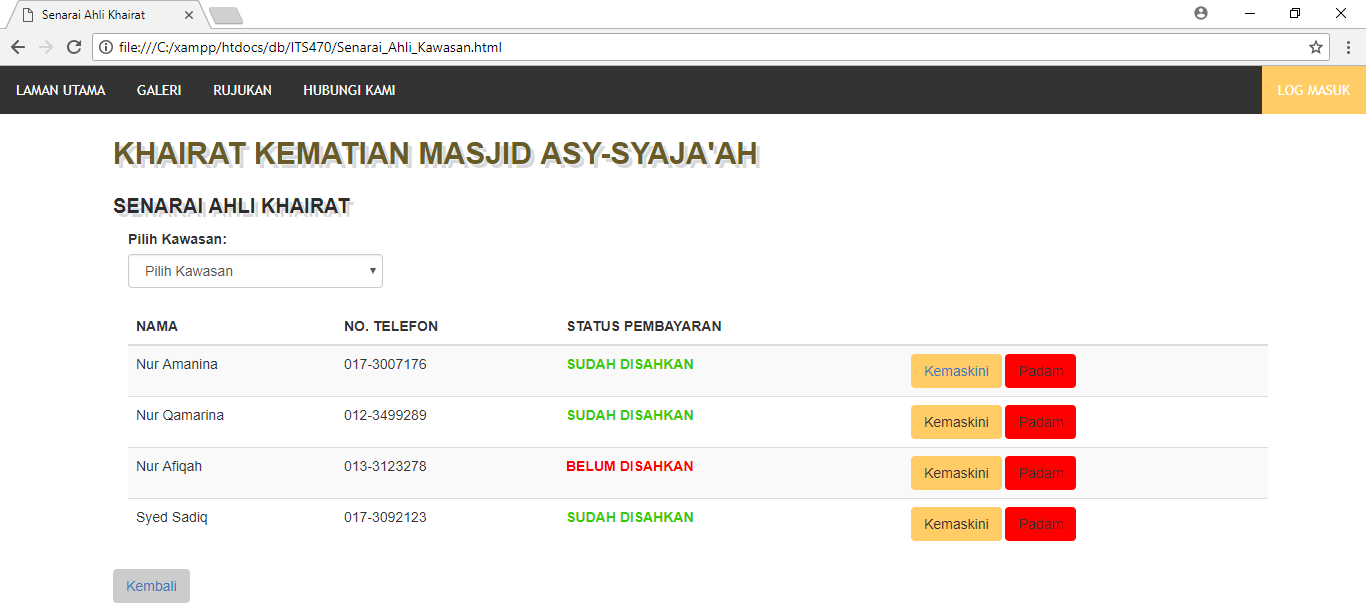 Senarai Ahli Khairat
file:///C:/xampp/htdocs/db/ITS470/Senarai_Ahli_Kawasan.html
LAMAN UTAMA GALERI RUJUKAN HUBUNGI KAMI LOG MASUK
KHAIRAT KEMATIAN MASJID ASY-SYAJA'AH
SENARAI AHLI KHAIRAT
Pilih Kawasan:
Pilih Kawasan
NAMA NO. TELEFON STATUS PEMBAYARAN
Nur Amanina 017-3007176 SUDAH DISAHKAN Kemaskini Padam
Nur Qamarina 012-3499289 SUDAH DISAHKAN Kemaskini Padam
Nur Afiqah 013-3123278 BELUM DISAHKAN Kemaskini Padam
Syed Sadiq 017-3092123 SUDAH DISAHKAN Kemaskini Padam
Kembali